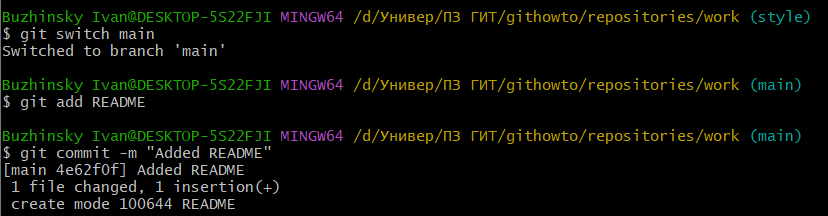 Buzhinsky Ivan@DESKTOP-5S22FJI MINGW64 /d/Универ/ПЗ ГИТ/githowto/repositories/work (style)
$ git switch main
Switched to branch 'main'
Buzhinsky Ivan@DESKTOP-5S22FJI MINGW64 /d/Универ/ПЗ ГИТ/githowto/repositories/work (main)
$ git add README
Buzhinsky Ivan@DESKTOP-5S22FJI MINGW64 /d/Универ/ПЗ ГИТ/githowto/repositories/work (main)
$ git commit -m "Added README"
[main 4e62f0f] Added README
 1 file changed, 1 insertion(+)
 create mode 100644 README